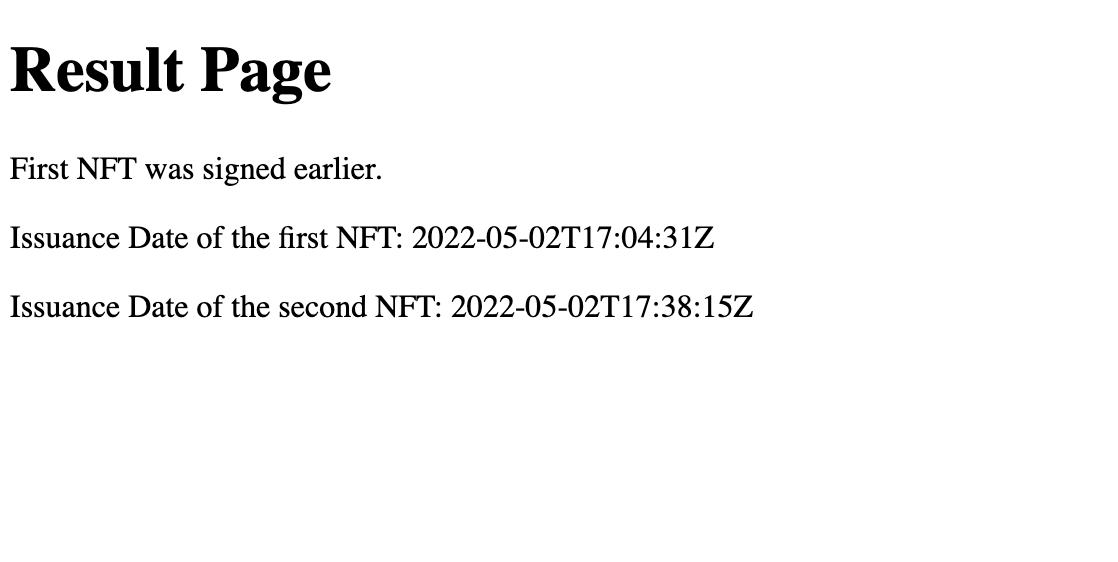 Result Page
First NFT was signed earlier.
Issuance Date of the first NFT: 2022-05-02T17:04:31Z
Issuance Date of the second NFT: 2022-05-02T17:38:15Z